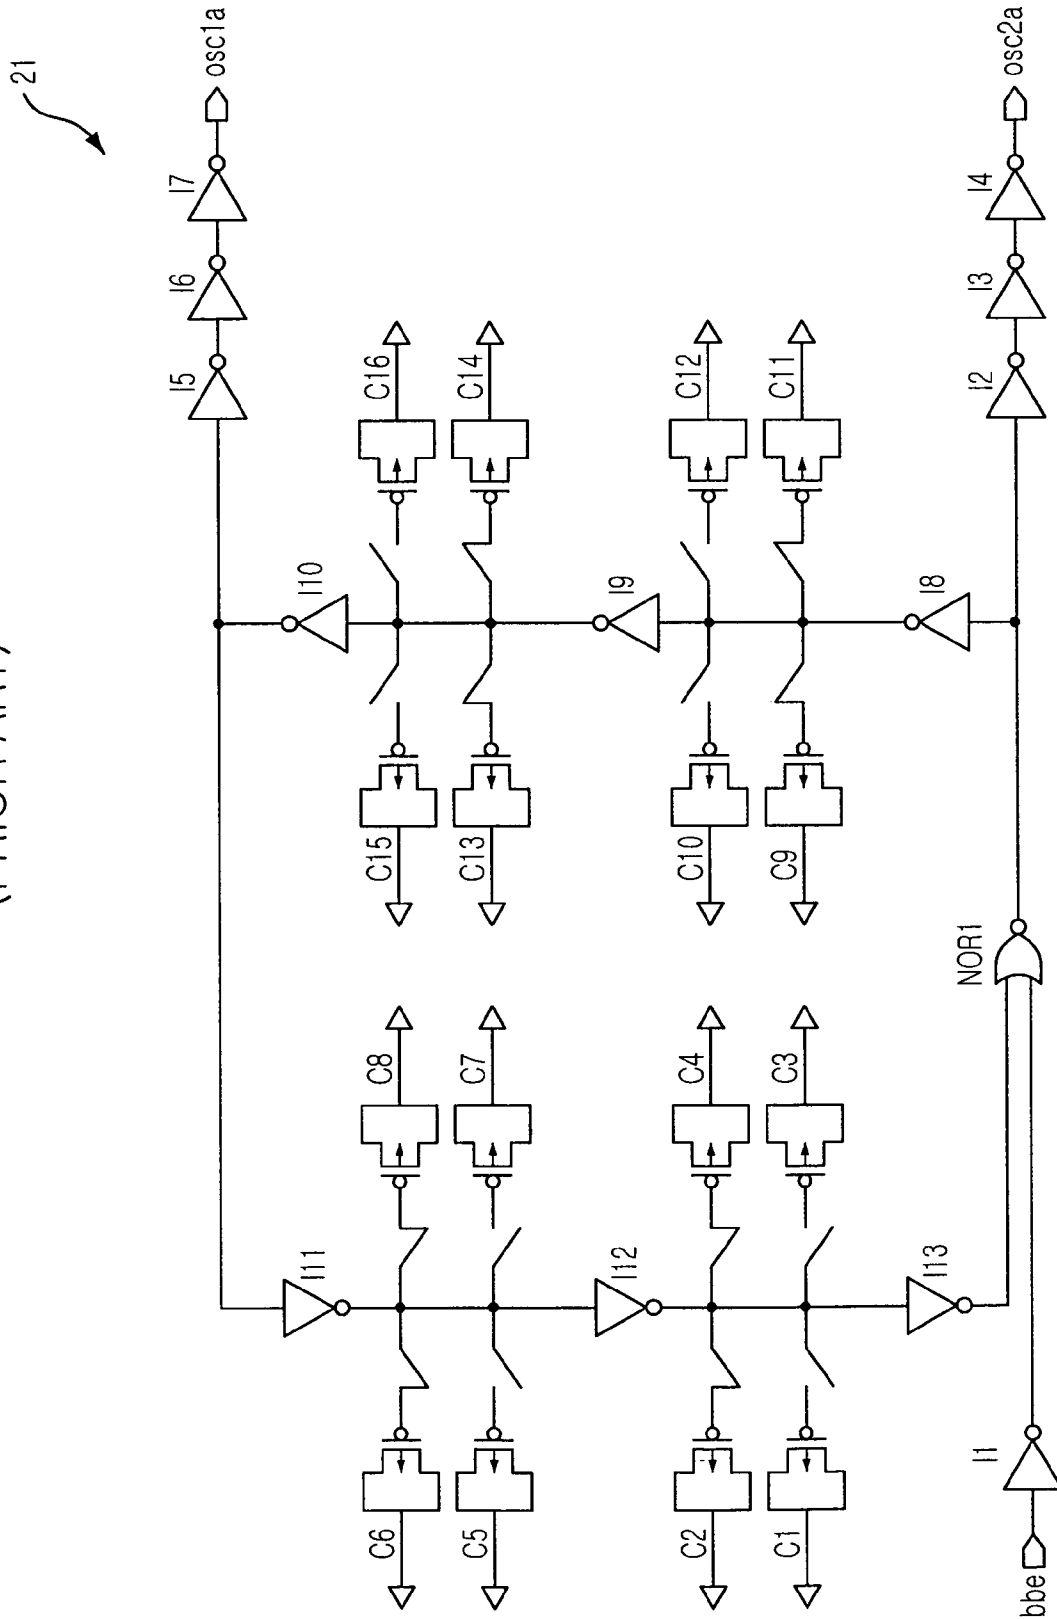 (PRIOR ART)
21
I5
I6
I7
osc1a
C6
I11
C8
C15
I10
C16
C5
C7
C13
C14
C2
I12
C4
C10
I9
C12
C1
C3
C9
C11
I13
I8
NOR1
I2
I3
I4
osc2a
I1
bbe